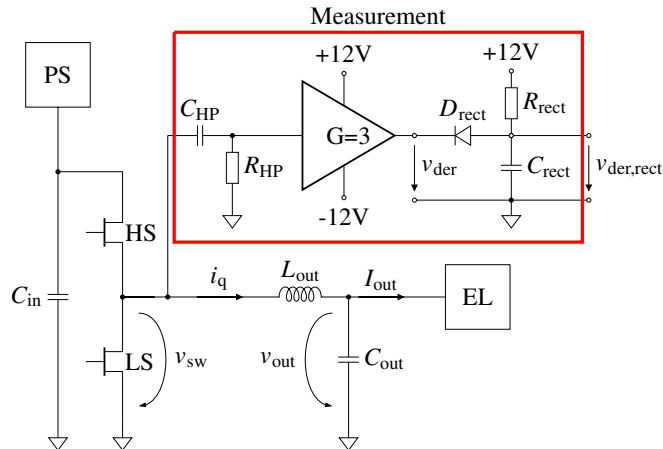 Measurement
PS
+12V
+12V
C_HP
G=3
D_rect
R_rect
R_HP
v_der
C_rect
v_der,rect
-12V
HS
C_in
i_q
L_out
I_out
EL
LS
v_sw
v_out
C_out